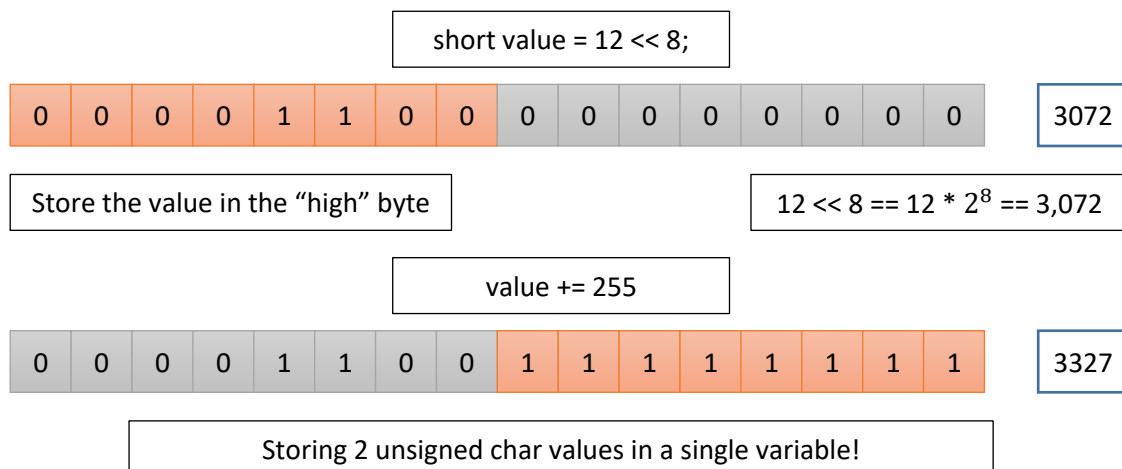 short value = 12 << 8;
0 0 0 0 1 1 0 0 0 0 0 0 0 0 0 0 3072
Store the value in the “high” byte 12 << 8 == 12 * 2⁸ == 3,072
value += 255
0 0 0 0 1 1 0 0 1 1 1 1 1 1 1 1 3327
Storing 2 unsigned char values in a single variable!